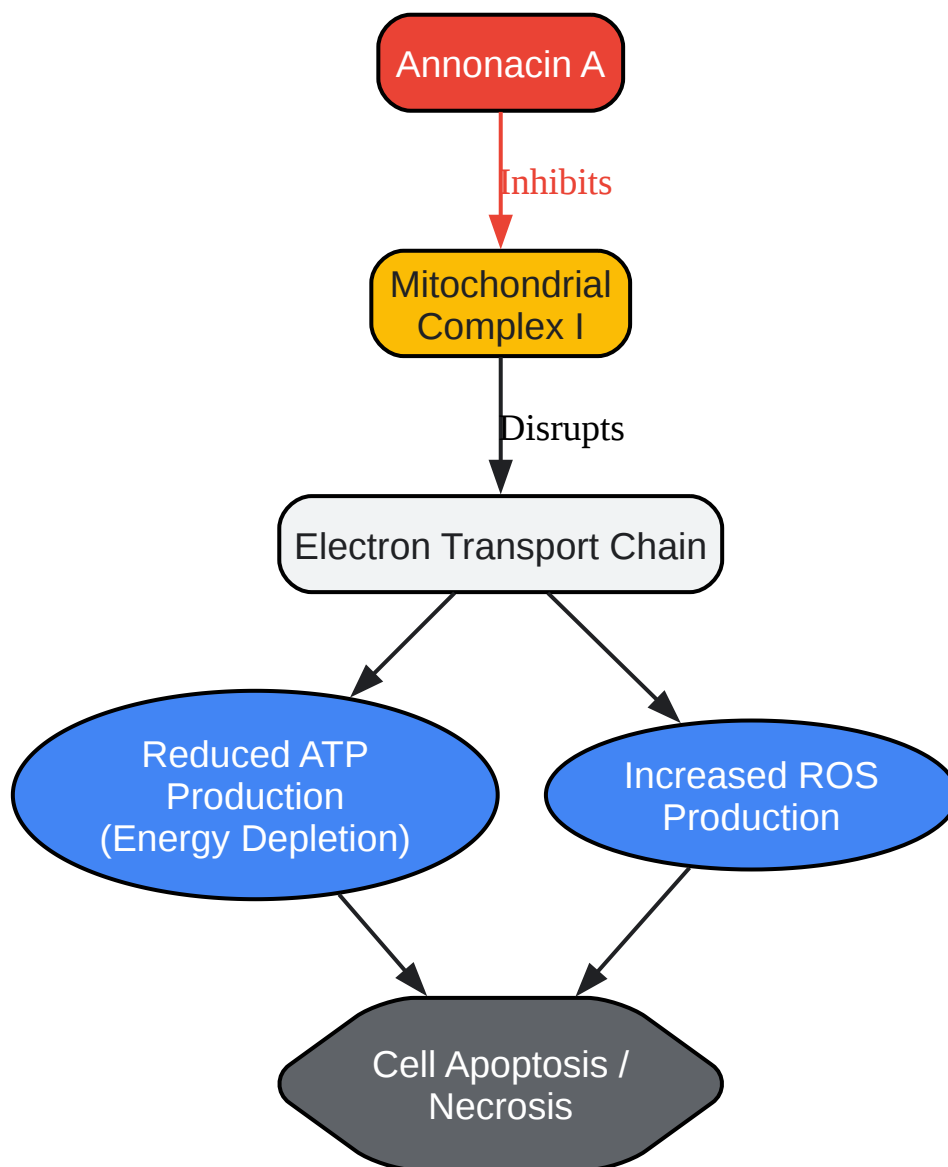 Annonacin A
Inhibits
Mitochondrial
Complex I
Disrupts
Electron Transport Chain
Reduced ATP
Production
(Energy Depletion)
Increased ROS
Production
Cell Apoptosis /
Necrosis